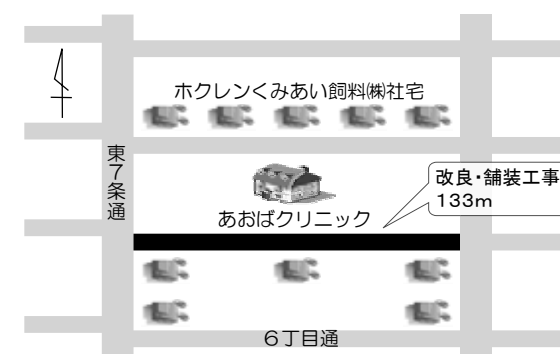 ホクレンくみあい飼料㈱社宅
東7条通
あおばクリニック
改良・舗装工事
133m
6丁目通